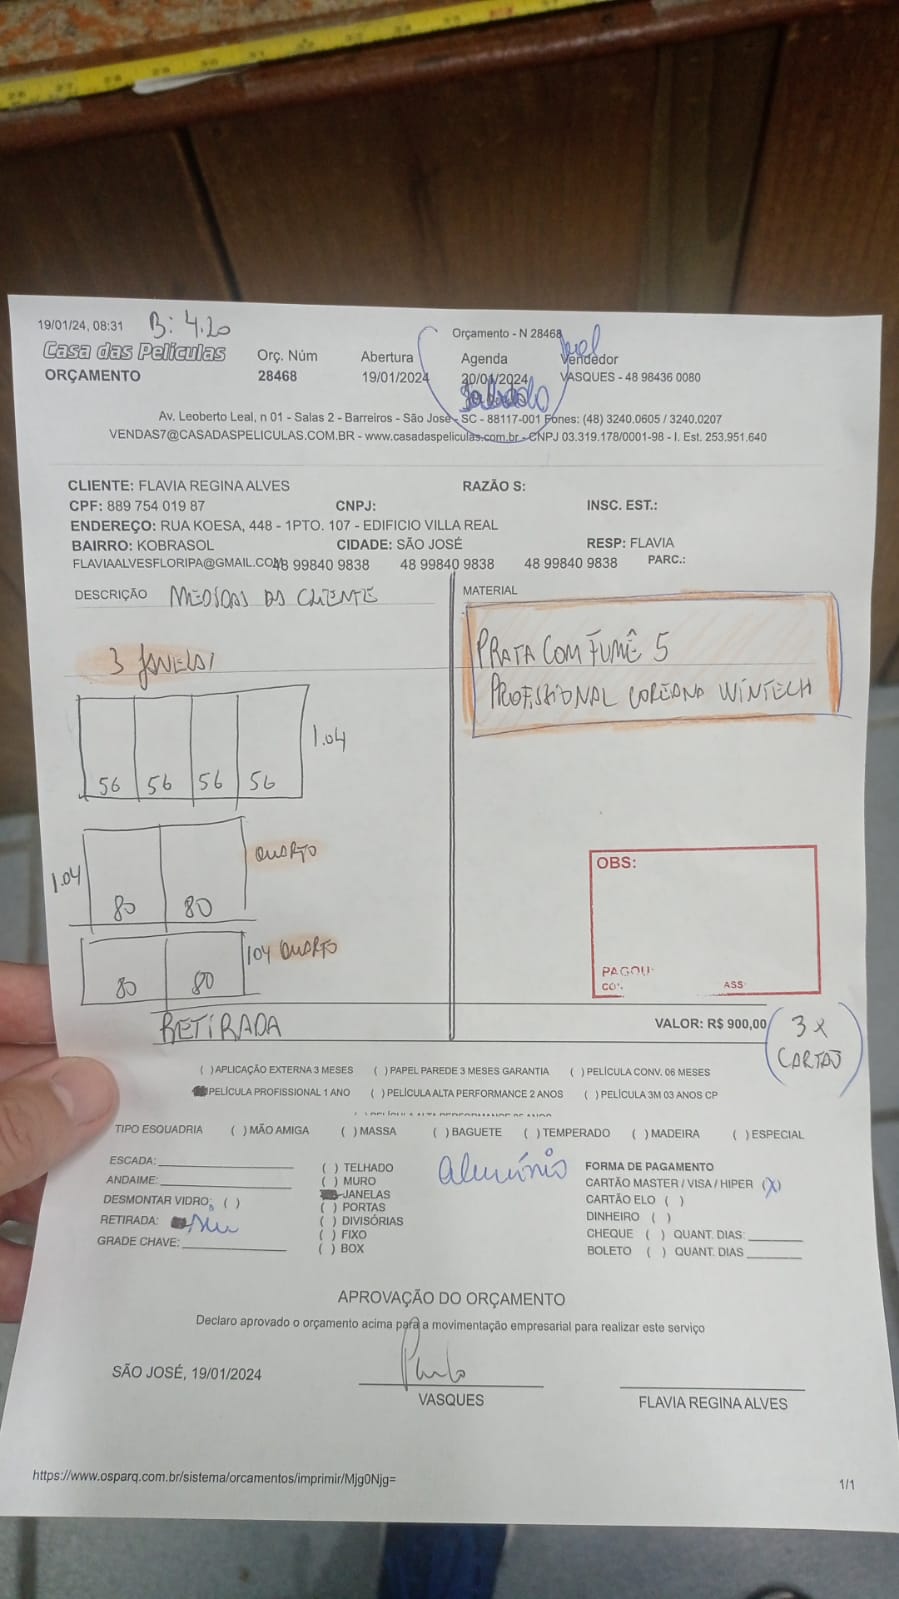 19/01/24, 08:31
B: 4.20
Orçamento - N 28468
Casa das Películas
ORÇAMENTO
Orç. Núm
28468
Abertura
19/01/2024
Agenda
20/01/2024
Sabado
Vendedor
VASQUES - 48 98436 0080
Av. Leoberto Leal, n 01 - Salas 2 - Barreiros - São José - SC - 88117-001 Fones: (48) 3240.0605 / 3240.0207
VENDAS7@CASADASPELICULAS.COM.BR - www.casadaspeliculas.com.br - CNPJ 03.319.178/0001-98 - I. Est. 253.951.640
CLIENTE: FLAVIA REGINA ALVES
RAZÃO S:
CPF: 889 754 019 87
CNPJ:
INSC. EST.:
ENDEREÇO: RUA KOESA, 448 - 1PTO. 107 - EDIFICIO VILLA REAL
BAIRRO: KOBRASOL
CIDADE: SÃO JOSÉ
RESP: FLAVIA
FLAVIAALVESFLORIPA@GMAIL.COM
48 99840 9838
48 99840 9838
48 99840 9838
PARC.:
DESCRIÇÃO
MEDIDAS DS CLIENTE
MATERIAL
PRATA COM FUMÊ 5
PROFISSIONAL COREANA WINTECH
3 JANELAS
1.04
56 56 56 56
1.04
QUARTO
80 80
104 QUARTO
80 80
OBS:
PAGOU:
ASS
RETIRADA
VALOR: R$ 900,00
3x
CARTAO
( )APLICAÇÃO EXTERNA 3 MESES ( )PAPEL PAREDE 3 MESES GARANTIA ( )PELÍCULA CONV. 06 MESES
PELÍCULA PROFISSIONAL 1 ANO ( )PELÍCULA ALTA PERFORMANCE 2 ANOS ( )PELÍCULA 3M 03 ANOS CP
TIPO ESQUADRIA ( ) MÃO AMIGA ( ) MASSA ( ) BAGUETE ( ) TEMPERADO ( ) MADEIRA ( ) ESPECIAL
ESCADA:
ANDAIME:
DESMONTAR VIDRO: ( )
RETIRADA:
GRADE CHAVE:
( ) TELHADO
( ) MURO
JANELAS
( ) PORTAS
( ) DIVISÓRIAS
( ) FIXO
( ) BOX
alumínio
FORMA DE PAGAMENTO
CARTÃO MASTER / VISA / HIPER (X)
CARTÃO ELO ( )
DINHEIRO ( )
CHEQUE ( ) QUANT. DIAS:
BOLETO ( ) QUANT. DIAS
APROVAÇÃO DO ORÇAMENTO
Declaro aprovado o orçamento acima para a movimentação empresarial para realizar este serviço
SÃO JOSÉ, 19/01/2024
VASQUES
FLAVIA REGINA ALVES
https://www.osparq.com.br/sistema/orcamentos/imprimir/Mjg0Njg=
1/1